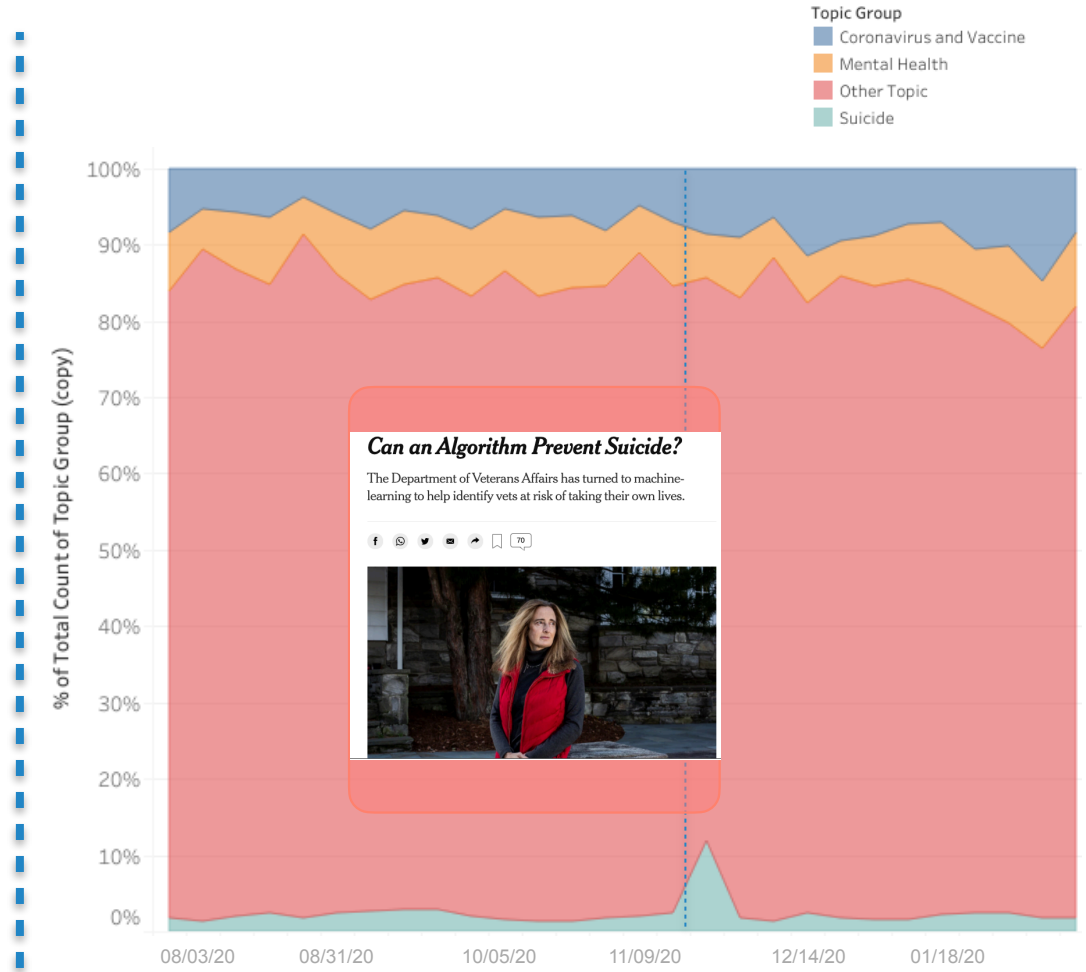 Topic Group
Coronavirus and Vaccine
Mental Health
Other Topic
Suicide
100%
90%
80%
70%
60%
50%
40%
30%
20%
10%
0%
% of Total Count of Topic Group (copy)
Can an Algorithm Prevent Suicide?
The Department of Veterans Affairs has turned to machine-
learning to help identify vets at risk of taking their own lives.
70
08/03/20
08/31/20
10/05/20
11/09/20
12/14/20
01/18/20